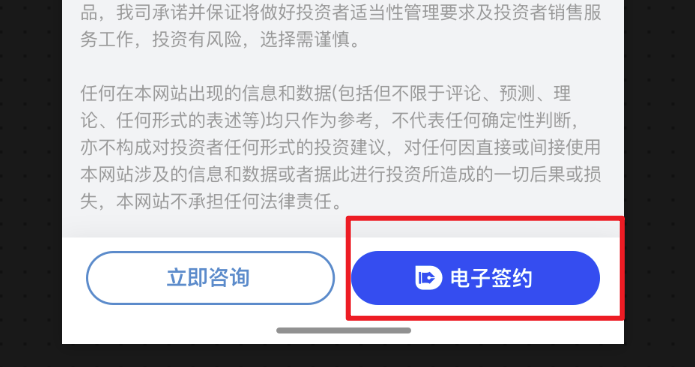 品，我司承诺并保证将做好投资者适当性管理要求及投资者销售服
务工作，投资有风险，选择需谨慎。
任何在本网站出现的信息和数据(包括但不限于评论、预测、理
论、任何形式的表述等)均只作为参考，不代表任何确定性判断，
亦不构成对投资者任何形式的投资建议，对任何因直接或间接使用
本网站涉及的信息和数据或者据此进行投资所造成的一切后果或损
失，本网站不承担任何法律责任。
立即咨询
电子签约